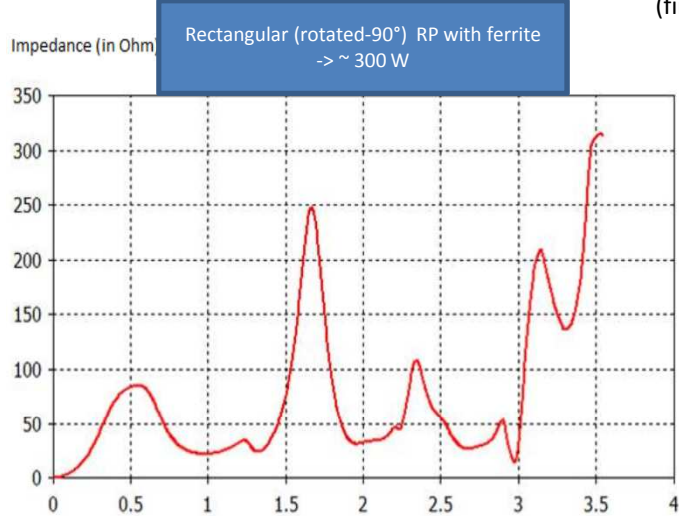 (fi
Rectangular (rotated-90°) RP with ferrite
-> ~ 300 W
Impedance (in Ohm)
350
300
250
200
150
100
50
0
0 0.5 1 1.5 2 2.5 3 3.5 4